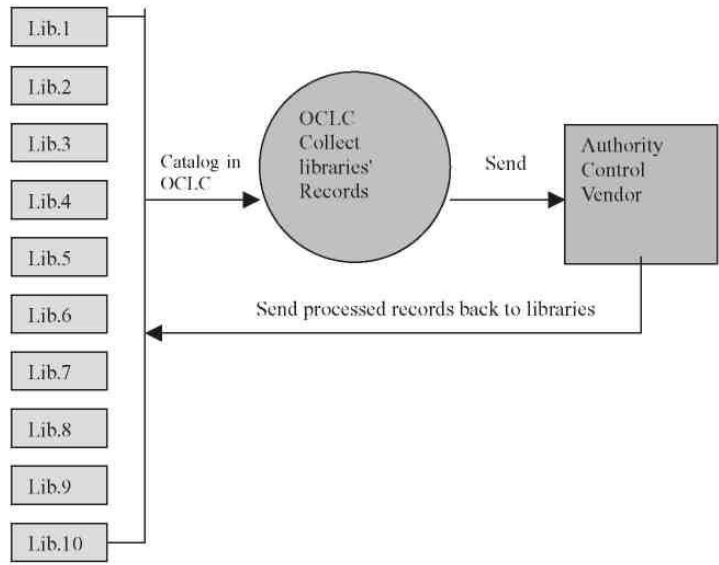 Lib.1
Lib.2
Lib.3
Lib.4
Lib.5
Lib.6
Lib.7
Lib.8
Lib.9
Lib.10
Catalog in
OCLC
OCLC
Collect
libraries'
Records
Send
Authority
Control
Vendor
Send processed records back to libraries